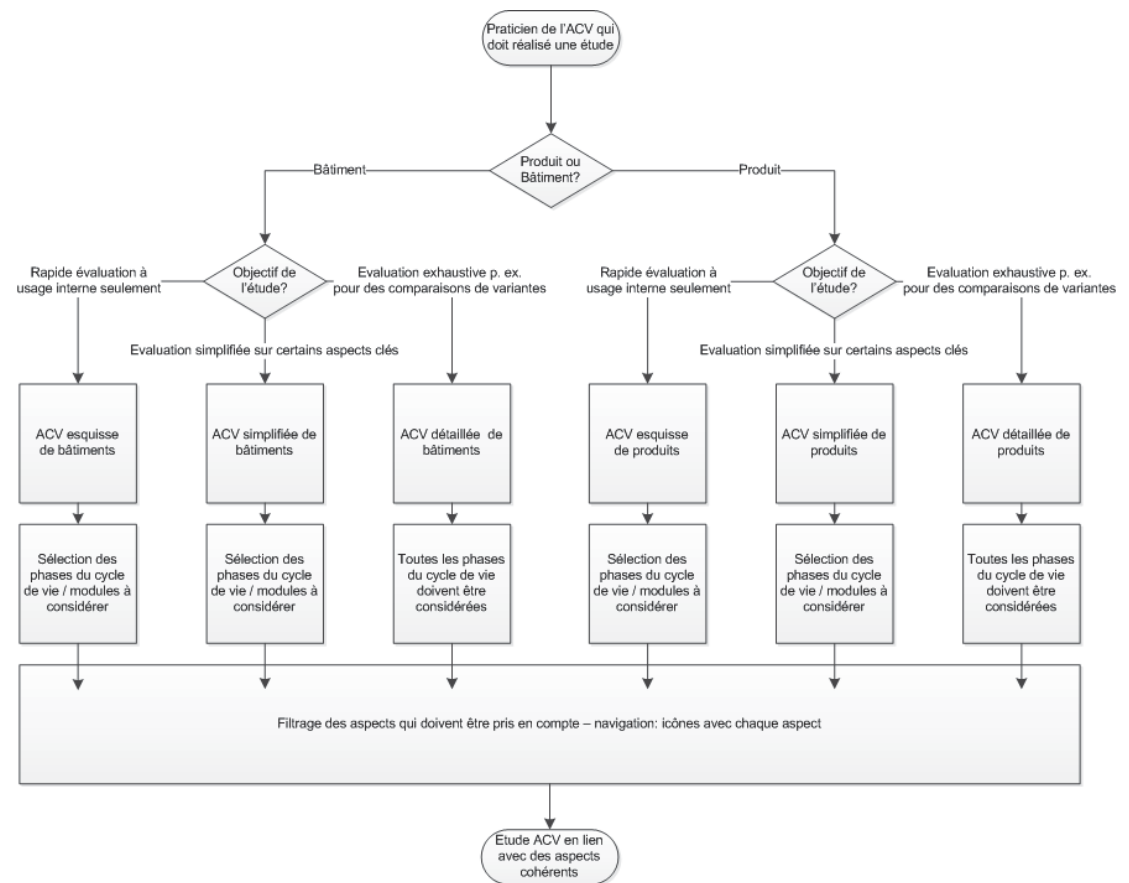 Praticien de l'ACV qui
doit réalisé une étude
Produit ou
Bâtiment?
Bâtiment
Produit
Rapide évaluation à
usage interne seulement
Objectif de
l'étude?
Evaluation exhaustive p. ex.
pour des comparaisons de variantes
Rapide évaluation à
usage interne seulement
Objectif de
l'étude?
Evaluation exhaustive p. ex.
pour des comparaisons de variantes
Evaluation simplifiée sur certains aspects clés
Evaluation simplifiée sur certains aspects clés
ACV esquisse
de bâtiments
ACV simplifiée de
bâtiments
ACV détaillée de
bâtiments
ACV esquisse
de produits
ACV simplifiée de
produits
ACV détaillée de
produits
Sélection des
phases du cycle
de vie / modules à
considérer
Sélection des
phases du cycle
de vie / modules à
considérer
Toutes les phases
du cycle de vie
doivent être
considérées
Sélection des
phases du cycle
de vie / modules à
considérer
Sélection des
phases du cycle
de vie / modules à
considérer
Toutes les phases
du cycle de vie
doivent être
considérées
Filtrage des aspects qui doivent être pris en compte – navigation: icônes avec chaque aspect
Etude ACV en lien
avec des aspects
cohérents